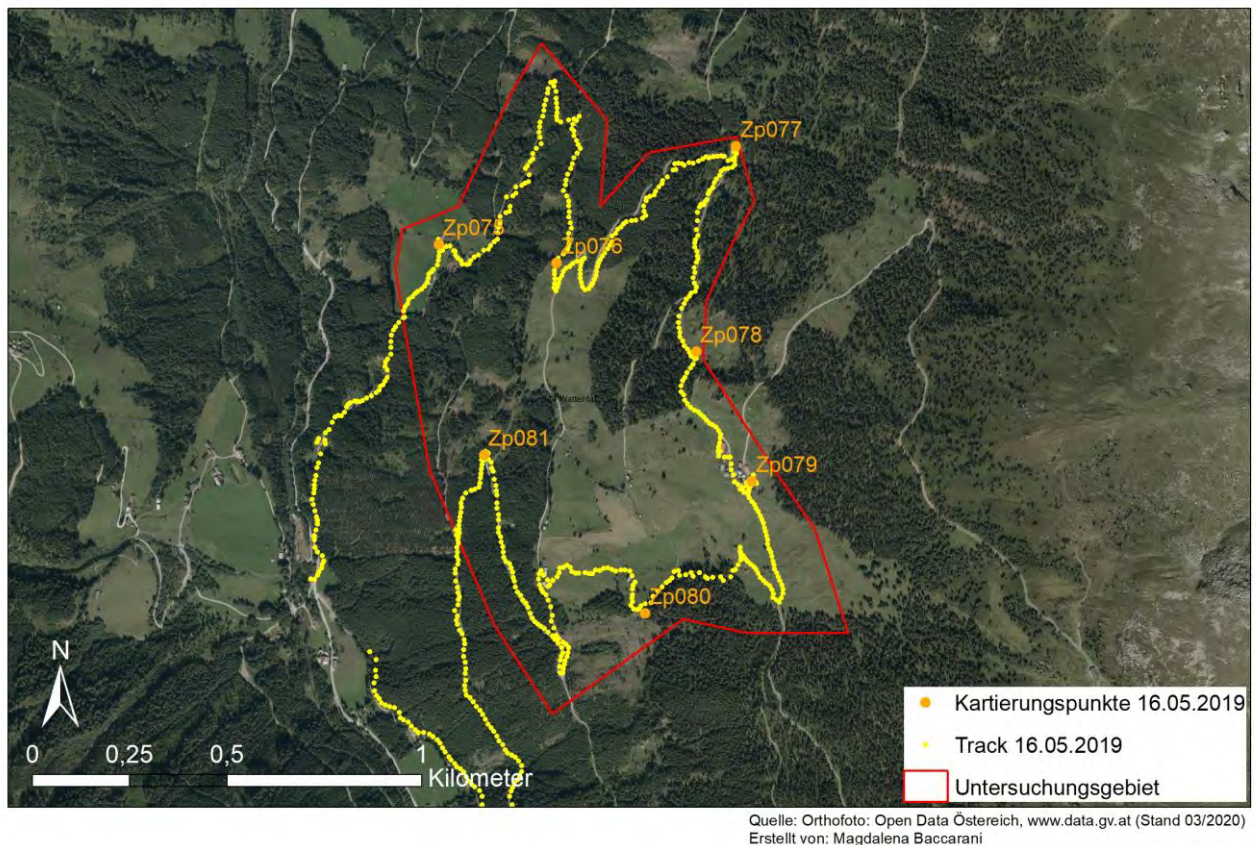 Zp077
Zp075
Zp076
Zp078
Zp081
Zp079
Zp080
N
0 0,25 0,5 1
Kilometer
Kartierungspunkte 16.05.2019
Track 16.05.2019
Untersuchungsgebiet
Quelle: Orthofoto: Open Data Östereich, www.data.gv.at (Stand 03/2020)
Erstellt von: Magdalena Baccarani